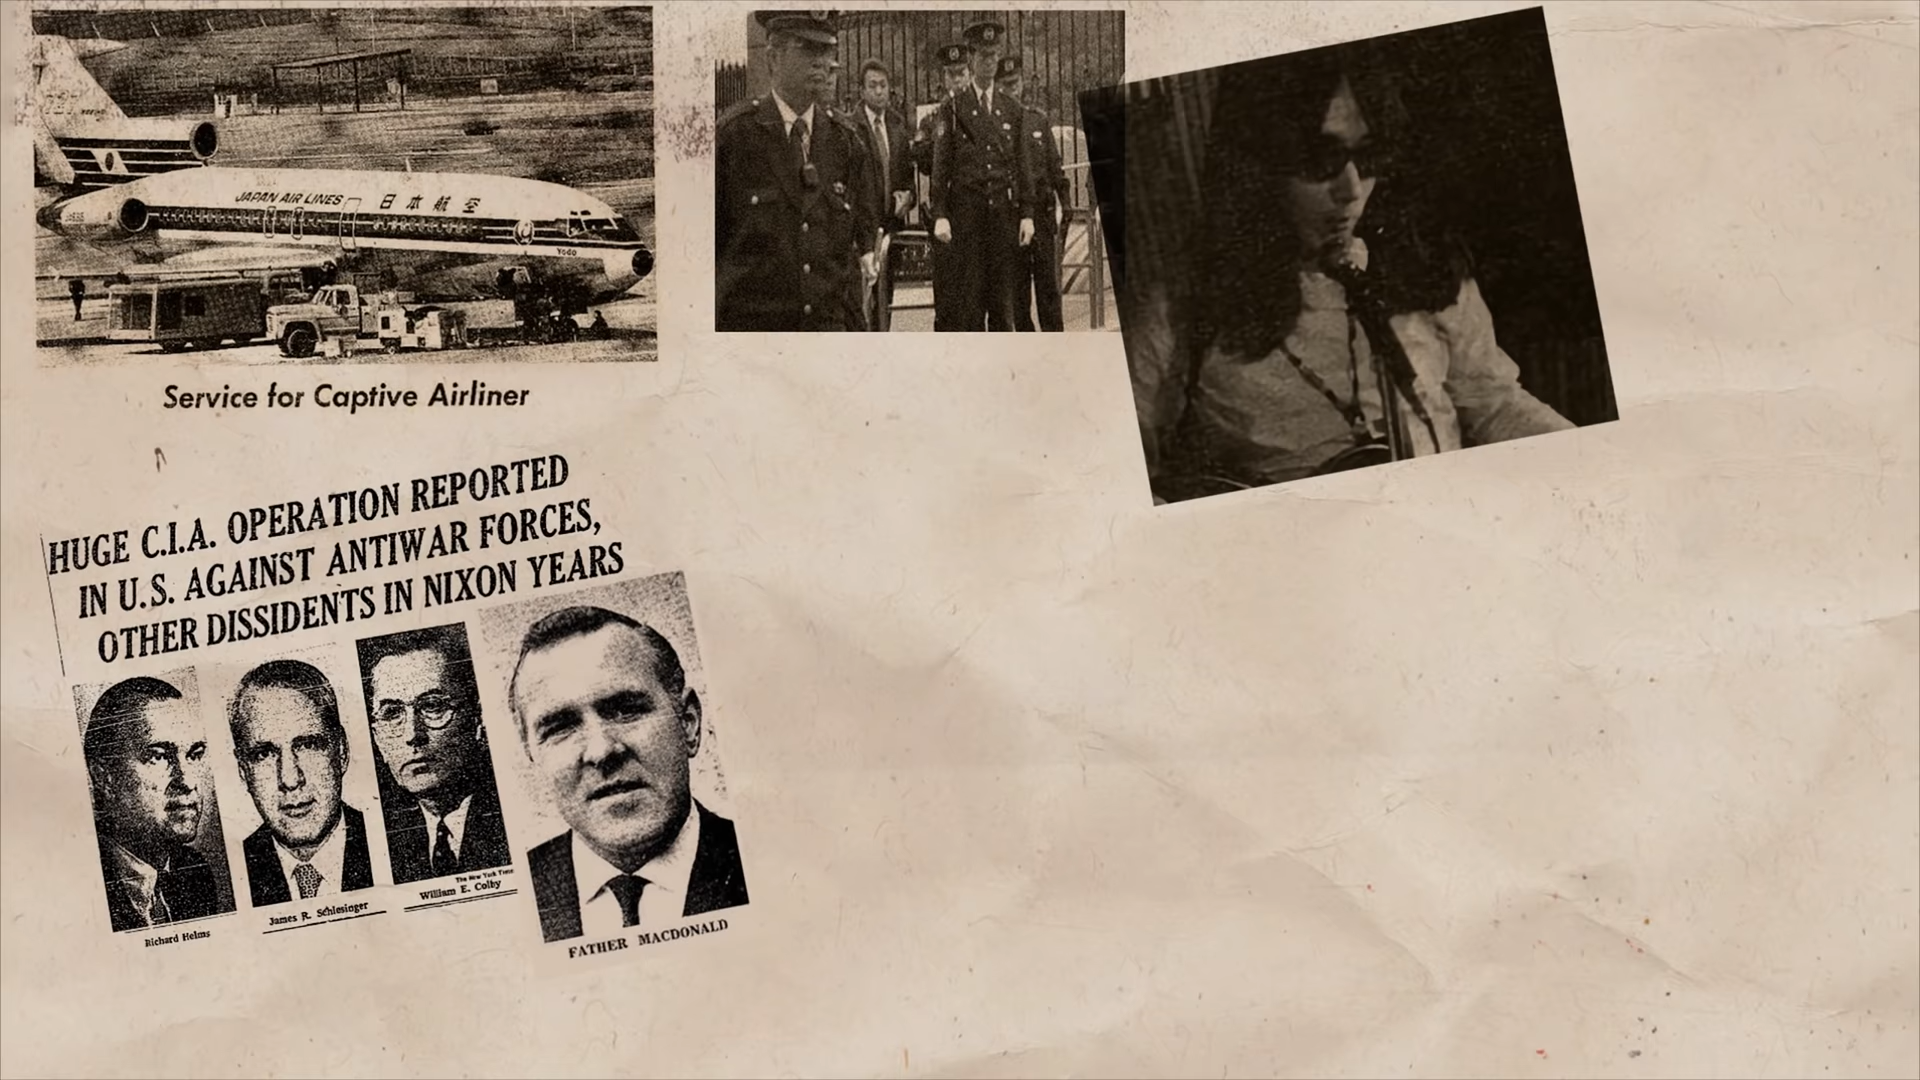 JAPAN AIR LINES 日本航空
Yodo
Service for Captive Airliner
HUGE C.I.A. OPERATION REPORTED
IN U.S. AGAINST ANTIWAR FORCES,
OTHER DISSIDENTS IN NIXON YEARS
The New York Times
Richard Helms
James R. Schlesinger
William E. Colby
FATHER MACDONALD